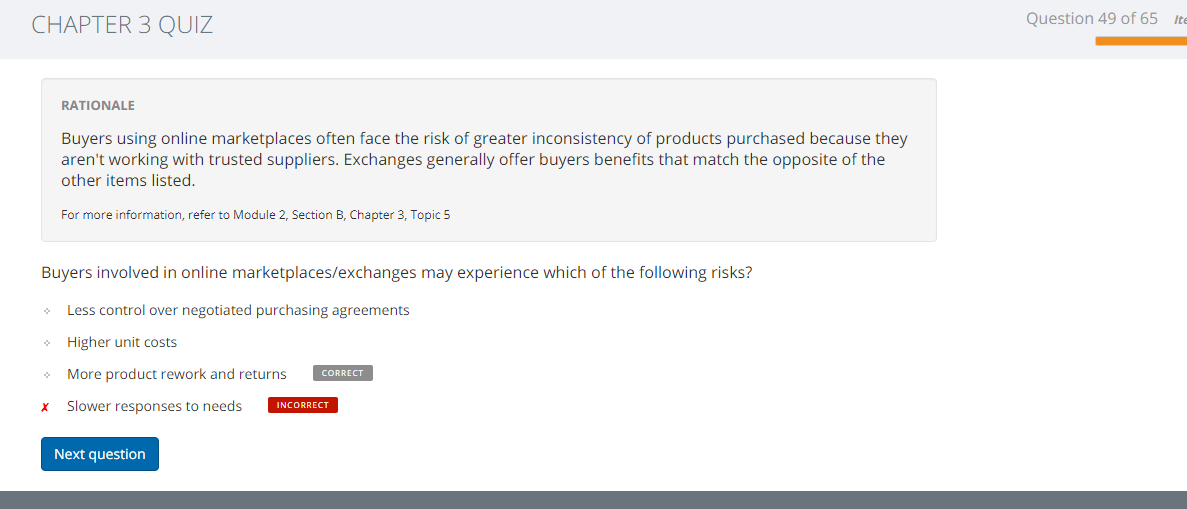 CHAPTER 3 QUIZ
Question 49 of 65
RATIONALE
Buyers using online marketplaces often face the risk of greater inconsistency of products purchased because they
aren't working with trusted suppliers. Exchanges generally offer buyers benefits that match the opposite of the
other items listed.
For more information, refer to Module 2, Section B, Chapter 3, Topic 5
Buyers involved in online marketplaces/exchanges may experience which of the following risks?
Less control over negotiated purchasing agreements
Higher unit costs
More product rework and returns CORRECT
✗ Slower responses to needs INCORRECT
Next question